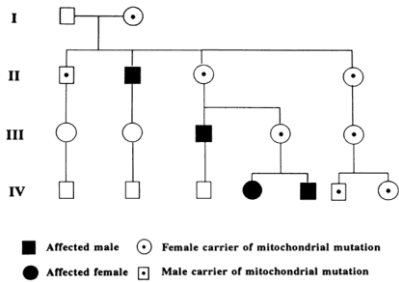 I
II
III
IV
Affected male Female carrier of mitochondrial mutation
Affected female Male carrier of mitochondrial mutation